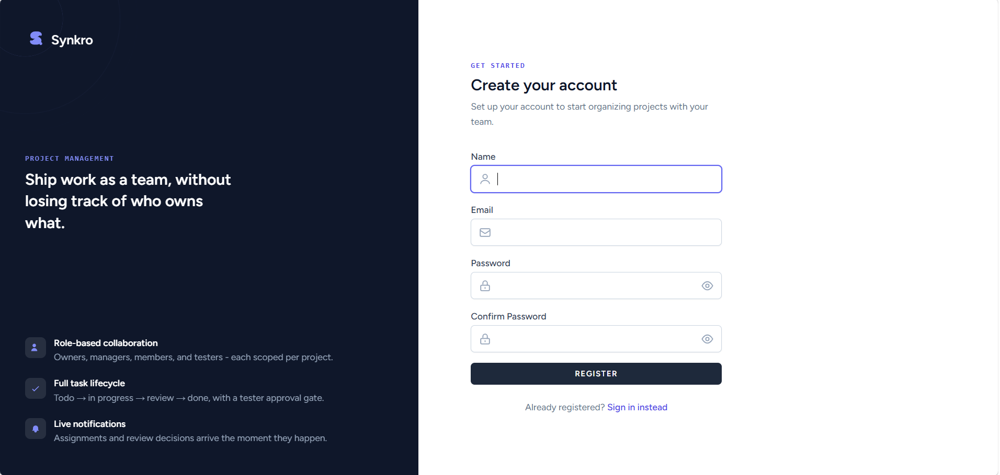 Synkro
PROJECT MANAGEMENT
Ship work as a team, without
losing track of who owns
what.
Role-based collaboration
Owners, managers, members, and testers - each scoped per project.
Full task lifecycle
Todo → in progress → review → done, with a tester approval gate.
Live notifications
Assignments and review decisions arrive the moment they happen.
GET STARTED
Create your account
Set up your account to start organizing projects with your
team.
Name
Email
Password
Confirm Password
REGISTER
Already registered? Sign in instead